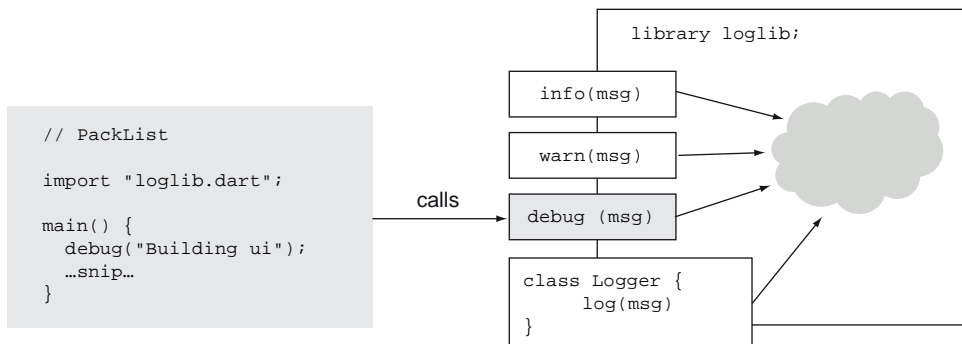 library loglib;
info(msg)
// PackList
import "loglib.dart";
warn(msg)
main() {
debug("Building ui");
…snip…
}
calls
debug (msg)
class Logger {
log(msg)
}